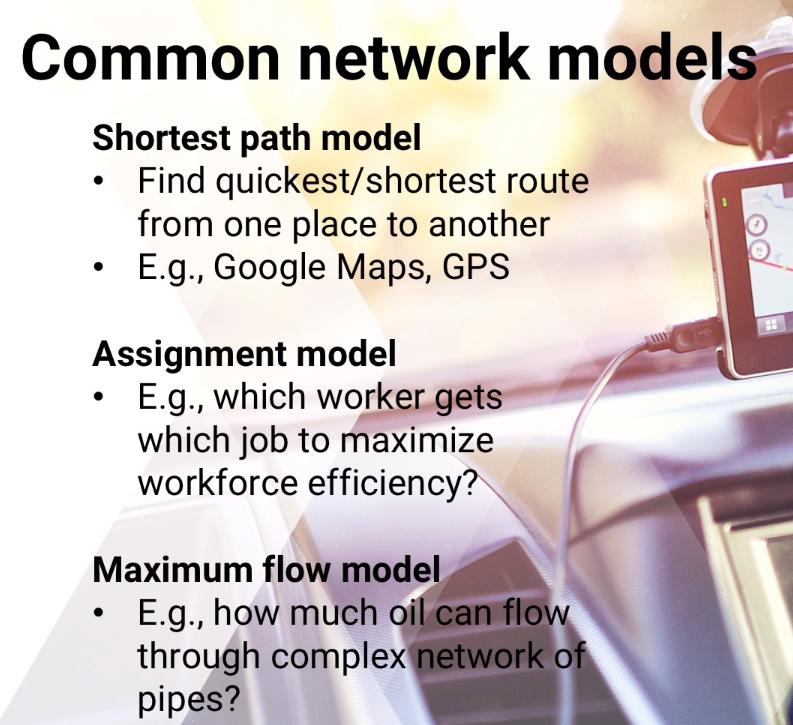 Common network models
Shortest path model
• Find quickest/shortest route
from one place to another
• E.g., Google Maps, GPS
Assignment model
• E.g., which worker gets
which job to maximize
workforce efficiency?
Maximum flow model
• E.g., how much oil can flow
through complex network of
pipes?